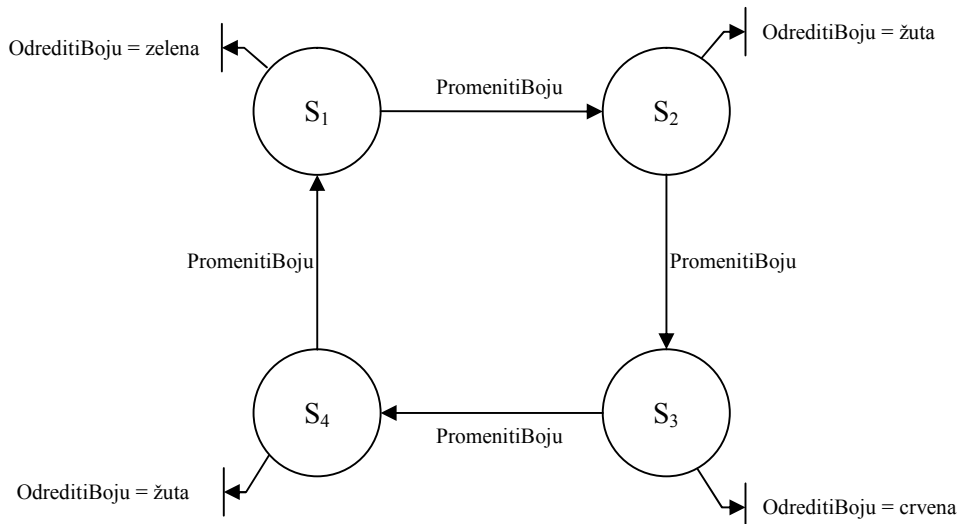 OdreditiBoju = zelena
OdreditiBoju = žuta
PromenitiBoju
S₁
S₂
PromenitiBoju
PromenitiBoju
S₄
S₃
PromenitiBoju
OdreditiBoju = žuta
OdreditiBoju = crvena